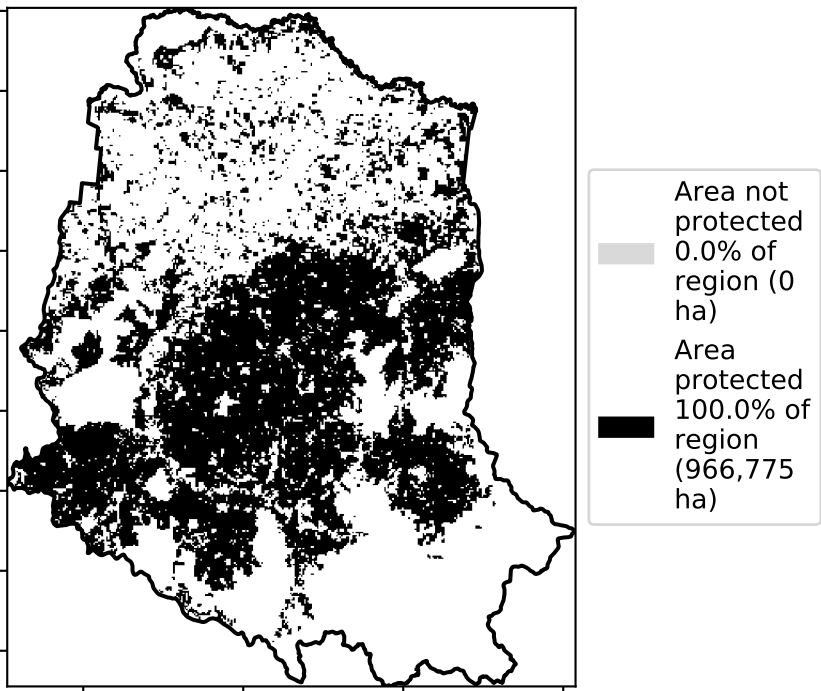 Area not
protected
0.0% of
region (0
ha)
Area
protected
100.0% of
region
(966,775
ha)